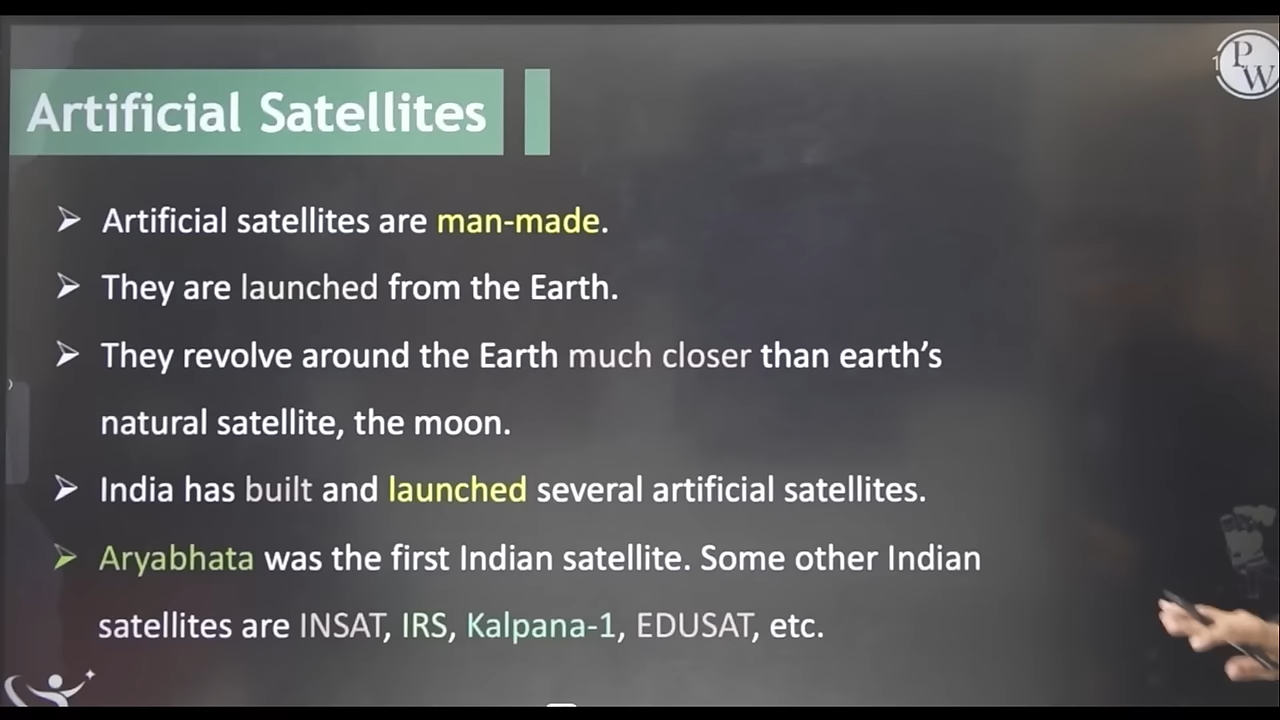 PW
Artificial Satellites
➢ Artificial satellites are man-made.
➢ They are launched from the Earth.
➢ They revolve around the Earth much closer than earth’s
natural satellite, the moon.
➢ India has built and launched several artificial satellites.
➢ Aryabhata was the first Indian satellite. Some other Indian
satellites are INSAT, IRS, Kalpana-1, EDUSAT, etc.